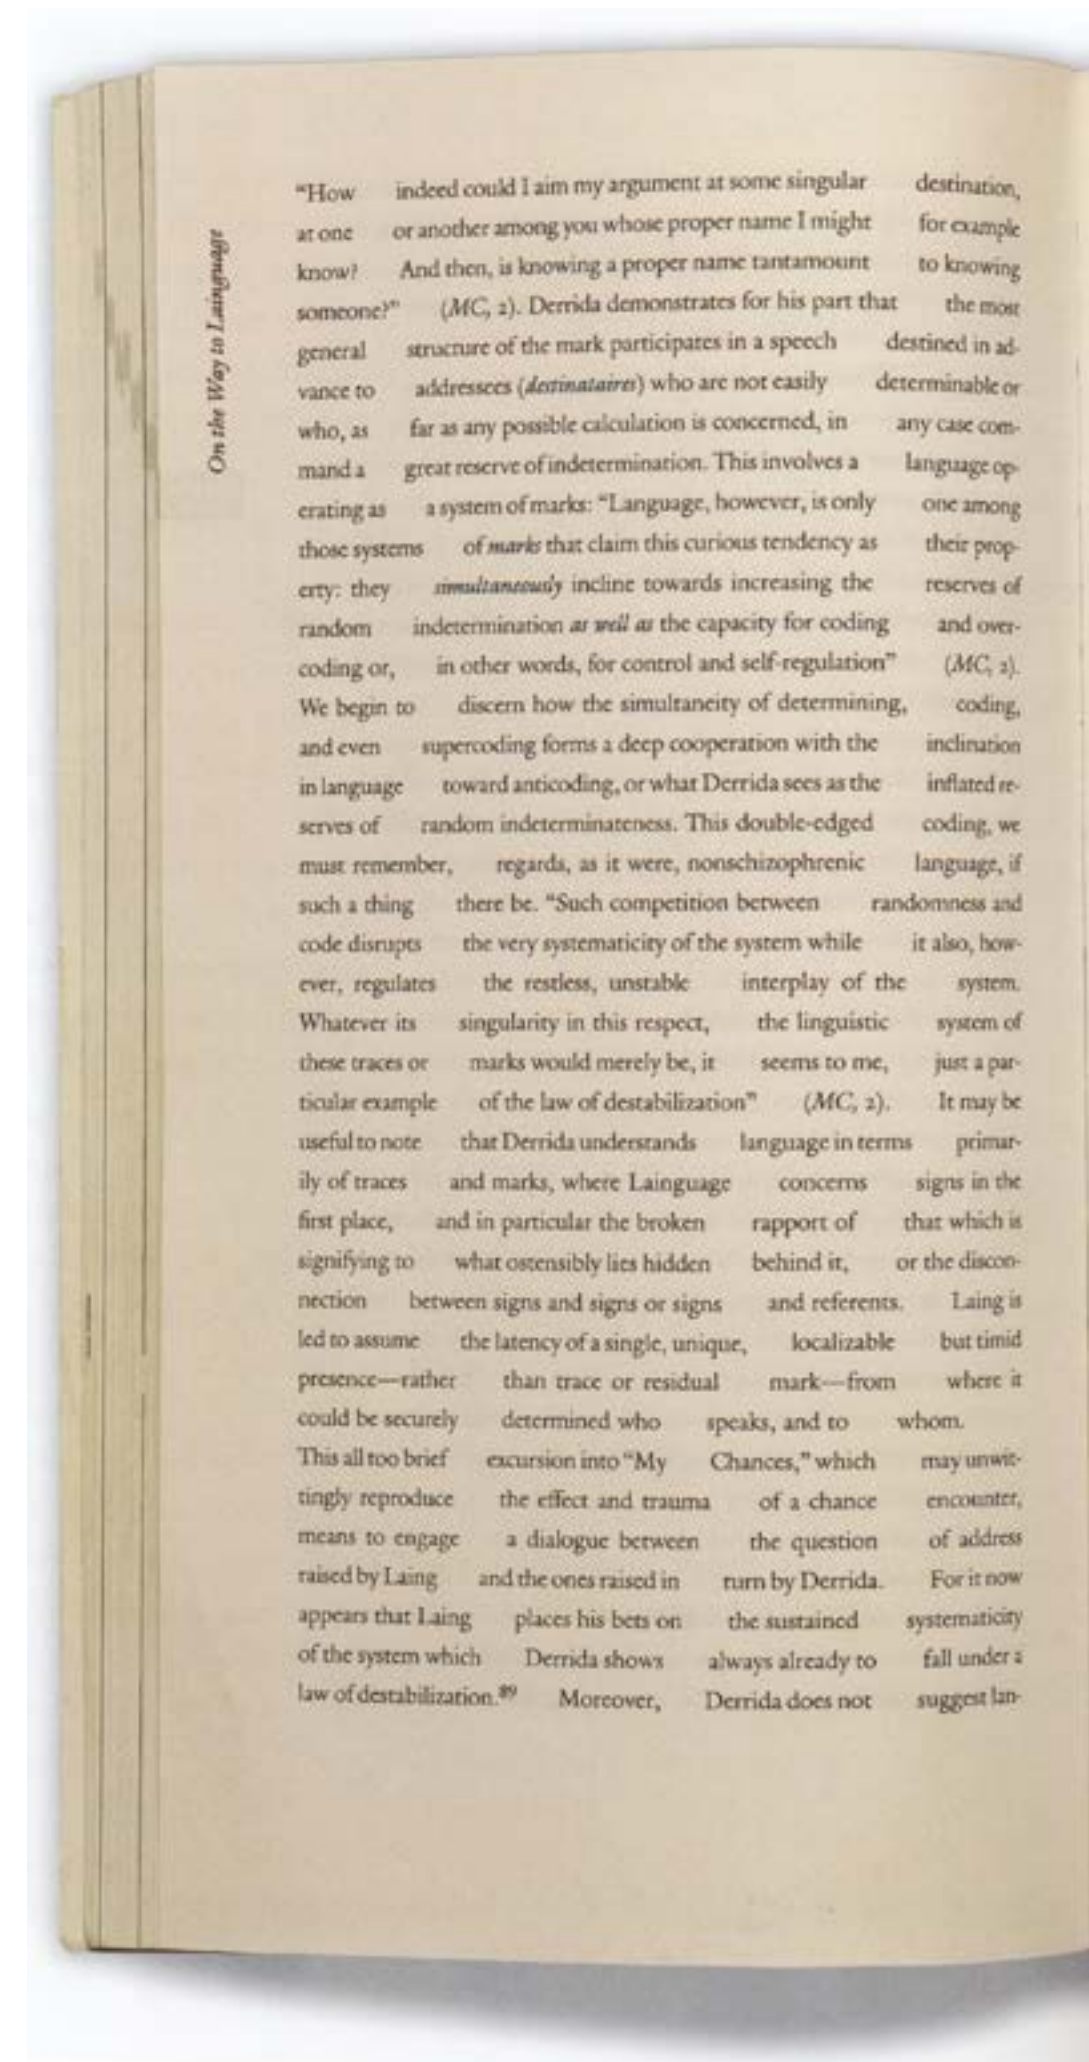 On the Way to Lainguage
“How indeed could I aim my argument at some singular destination,
at one or another among you whose proper name I might for example
know? And then, is knowing a proper name tantamount to knowing
someone?” (MC, 2). Derrida demonstrates for his part that the most
general structure of the mark participates in a speech destined in ad-
vance to addressees (destinataires) who are not easily determinable or
who, as far as any possible calculation is concerned, in any case com-
mand a great reserve of indetermination. This involves a language op-
erating as a system of marks: “Language, however, is only one among
those systems of marks that claim this curious tendency as their prop-
erty: they simultaneously incline towards increasing the reserves of
random indetermination as well as the capacity for coding and over-
coding or, in other words, for control and self-regulation” (MC, 2).
We begin to discern how the simultaneity of determining, coding,
and even supercoding forms a deep cooperation with the inclination
in language toward anticoding, or what Derrida sees as the inflated re-
serves of random indeterminateness. This double-edged coding, we
must remember, regards, as it were, nonschizophrenic language, if
such a thing there be. “Such competition between randomness and
code disrupts the very systematicity of the system while it also, how-
ever, regulates the restless, unstable interplay of the system.
Whatever its singularity in this respect, the linguistic system of
these traces or marks would merely be, it seems to me, just a par-
ticular example of the law of destabilization” (MC, 2). It may be
useful to note that Derrida understands language in terms primar-
ily of traces and marks, where Lainguage concerns signs in the
first place, and in particular the broken rapport of that which is
signifying to what ostensibly lies hidden behind it, or the discon-
nection between signs and signs or signs and referents. Laing is
led to assume the latency of a single, unique, localizable but timid
presence—rather than trace or residual mark—from where it
could be securely determined who speaks, and to whom.
This all too brief excursion into “My Chances,” which may unwit-
tingly reproduce the effect and trauma of a chance encounter,
means to engage a dialogue between the question of address
raised by Laing and the ones raised in turn by Derrida. For it now
appears that Laing places his bets on the sustained systematicity
of the system which Derrida shows always already to fall under a
law of destabilization.⁸⁹ Moreover, Derrida does not suggest lan-